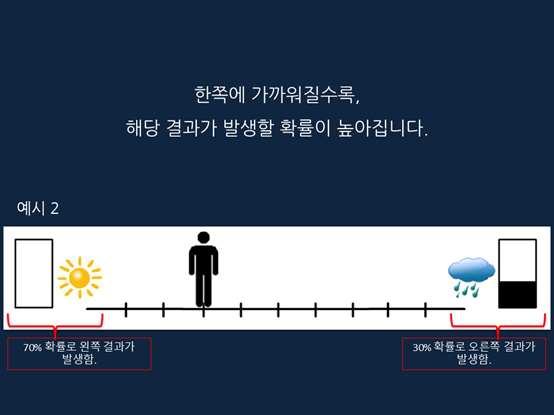 한쪽에 가까워질수록,
해당 결과가 발생할 확률이 높아집니다.
예시 2
70% 확률로 왼쪽 결과가
발생함.
30% 확률로 오른쪽 결과가
발생함.